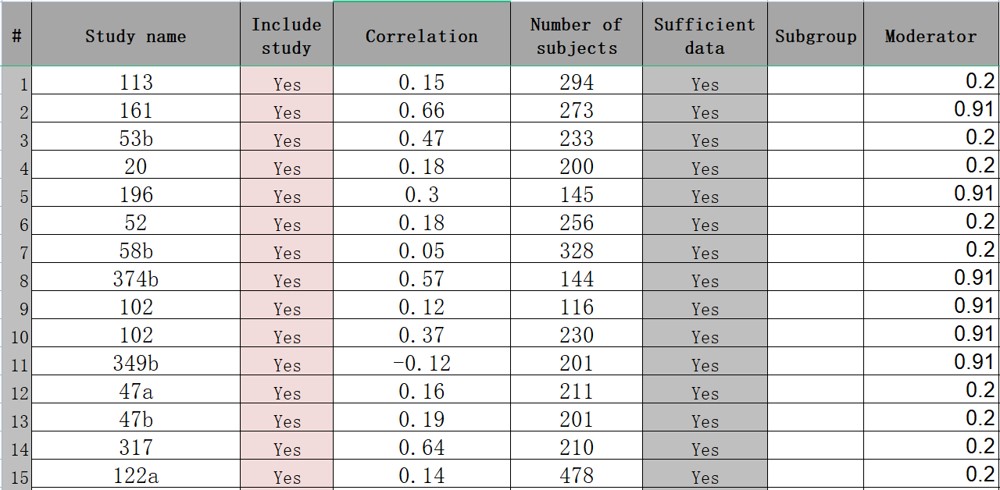 # Study name Include study Correlation Number of subjects Sufficient data Subgroup Moderator
1 113 Yes 0.15 294 Yes 0.2
2 161 Yes 0.66 273 Yes 0.91
3 53b Yes 0.47 233 Yes 0.2
4 20 Yes 0.18 200 Yes 0.2
5 196 Yes 0.3 145 Yes 0.91
6 52 Yes 0.18 256 Yes 0.2
7 58b Yes 0.05 328 Yes 0.2
8 374b Yes 0.57 144 Yes 0.91
9 102 Yes 0.12 116 Yes 0.91
10 102 Yes 0.37 230 Yes 0.91
11 349b Yes -0.12 201 Yes 0.91
12 47a Yes 0.16 211 Yes 0.2
13 47b Yes 0.19 201 Yes 0.2
14 317 Yes 0.64 210 Yes 0.2
15 122a Yes 0.14 478 Yes 0.2